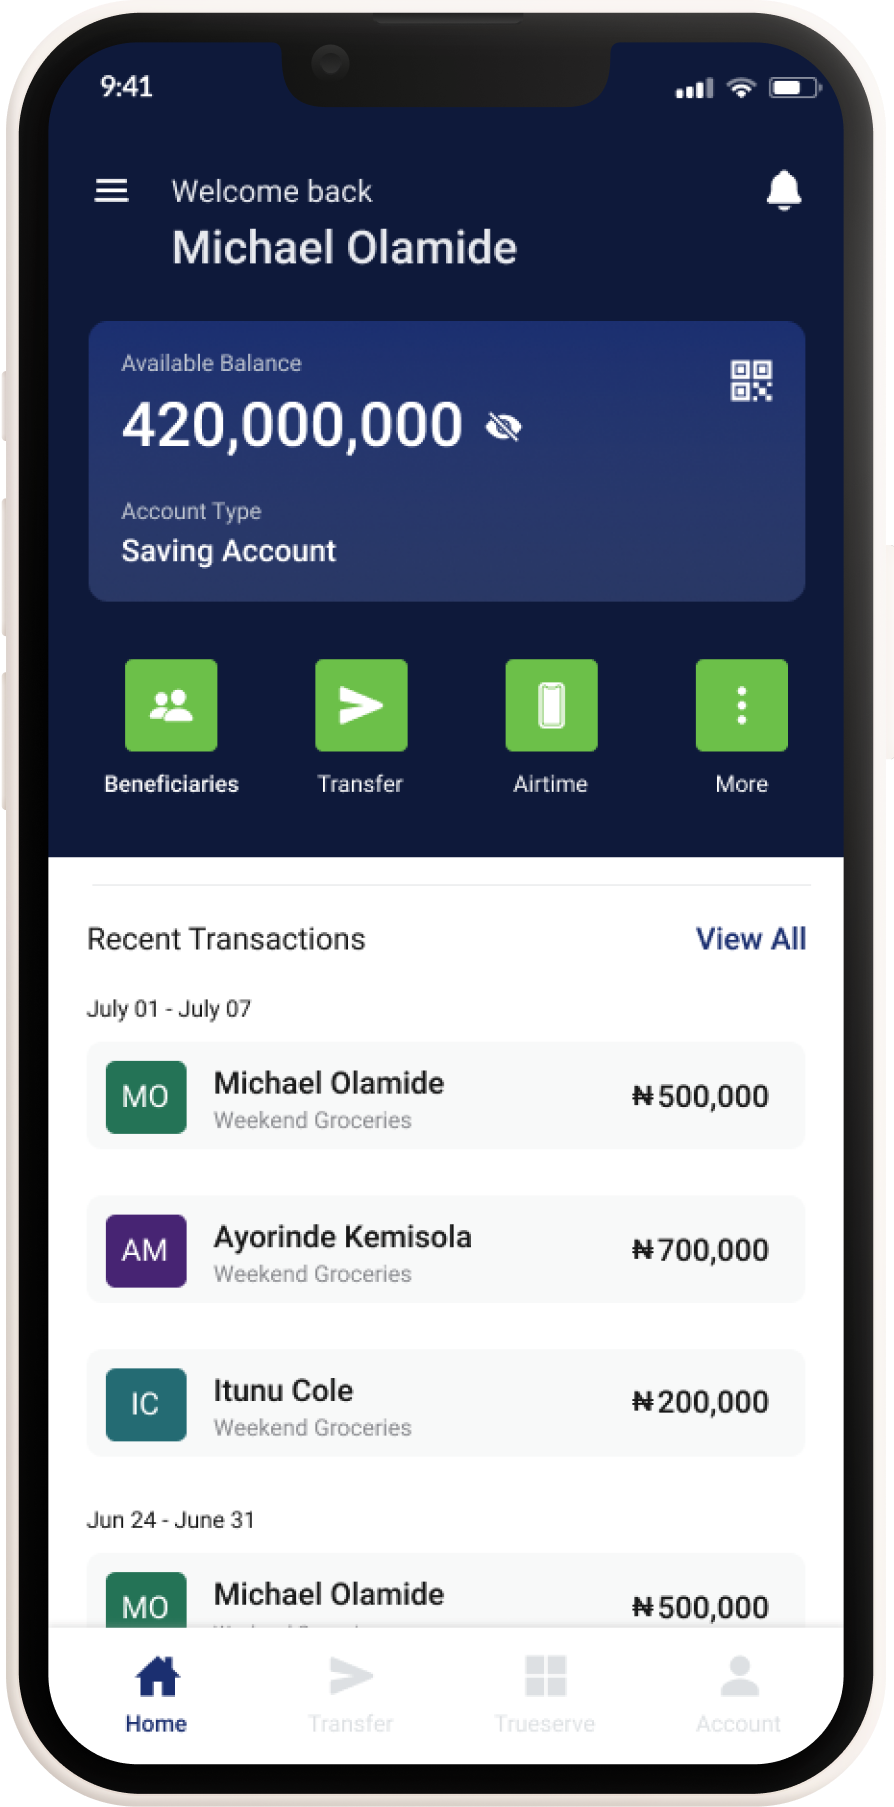 9:41
Welcome back
Michael Olamide
Available Balance
420,000,000
Account Type
Saving Account
Beneficiaries Transfer Airtime More
Recent Transactions View All
July 01 - July 07
MO Michael Olamide ₦500,000
Weekend Groceries
AM Ayorinde Kemisola ₦700,000
Weekend Groceries
IC Itunu Cole ₦200,000
Weekend Groceries
Jun 24 - June 31
MO Michael Olamide ₦500,000
Home Transfer Trueserve Account